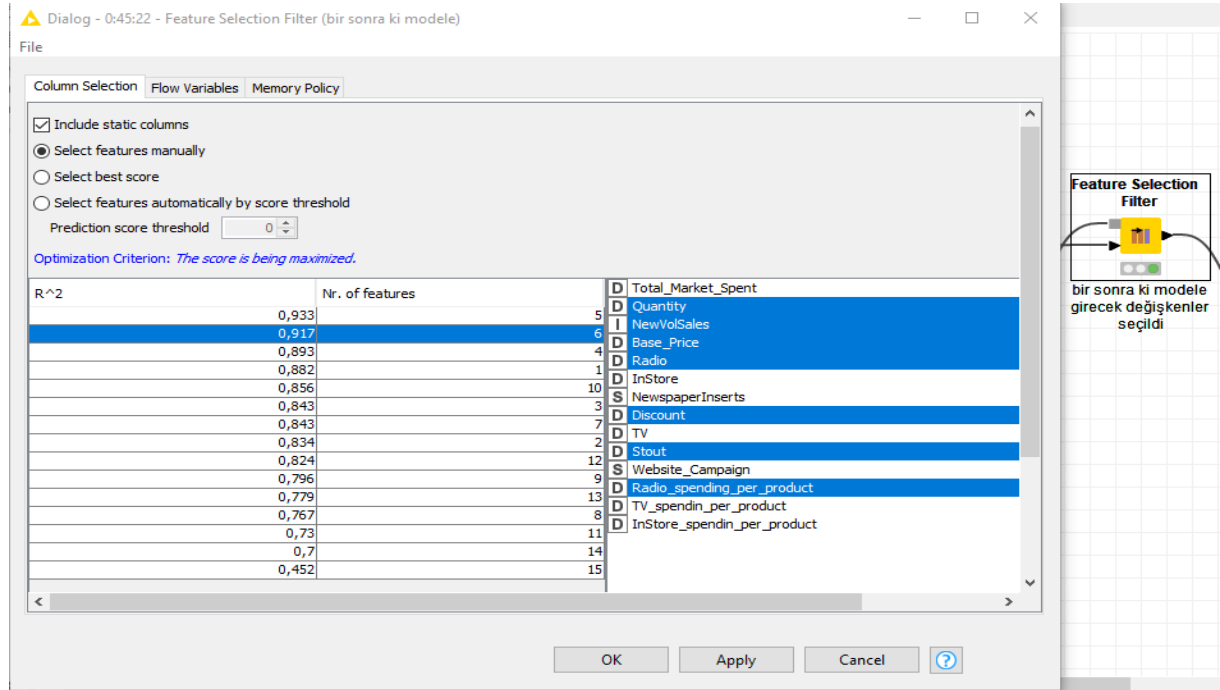 Dialog - 0:45:22 - Feature Selection Filter (bir sonra ki modele)
File
Column Selection Flow Variables Memory Policy
Include static columns
Select features manually
Select best score
Select features automatically by score threshold
Prediction score threshold 0
Optimization Criterion: The score is being maximized.
R^2 Nr. of features
0,933 5
0,917 6
0,893 4
0,882 1
0,856 10
0,843 3
0,843 7
0,834 2
0,824 12
0,796 9
0,779 13
0,767 8
0,73 11
0,7 14
0,452 15
D Total_Market_Spent
D Quantity
I NewVolSales
D Base_Price
D Radio
D InStore
S NewspaperInserts
D Discount
D TV
D Stout
S Website_Campaign
D Radio_spending_per_product
D TV_spendin_per_product
D InStore_spendin_per_product
OK Apply Cancel ?
Feature Selection
Filter
bir sonra ki modele
girecek değişkenler
seçildi